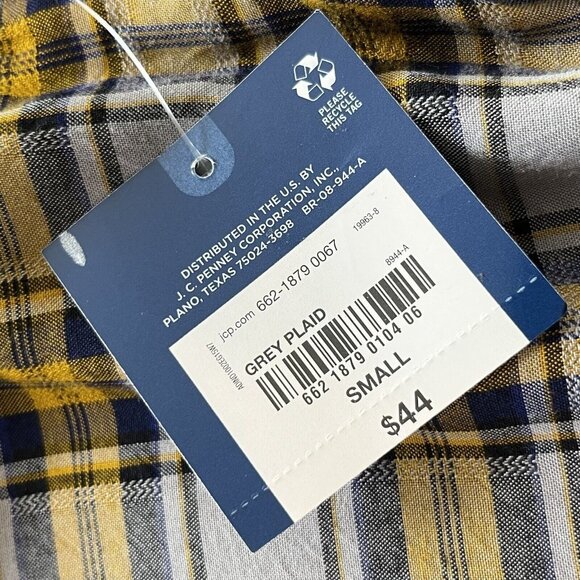 PLEASE
RECYCLE
THIS TAG
DISTRIBUTED IN THE U.S. BY
J. C. PENNEY CORPORATION, INC.,
PLANO, TEXAS 75024-3698 BR-08-944-A
19963-8
jcp.com 662-1879 0067
8944-A
GREY PLAID
662 1879 0104 06
SMALL
$44